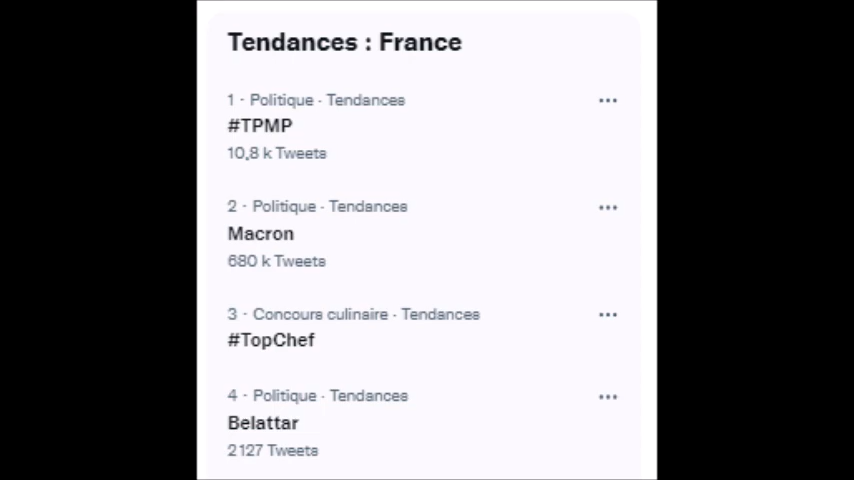 Tendances : France
1 · Politique · Tendances
#TPMP
10,8 k Tweets
2 · Politique · Tendances
Macron
680 k Tweets
3 · Concours culinaire · Tendances
#TopChef
4 · Politique · Tendances
Belattar
2 127 Tweets